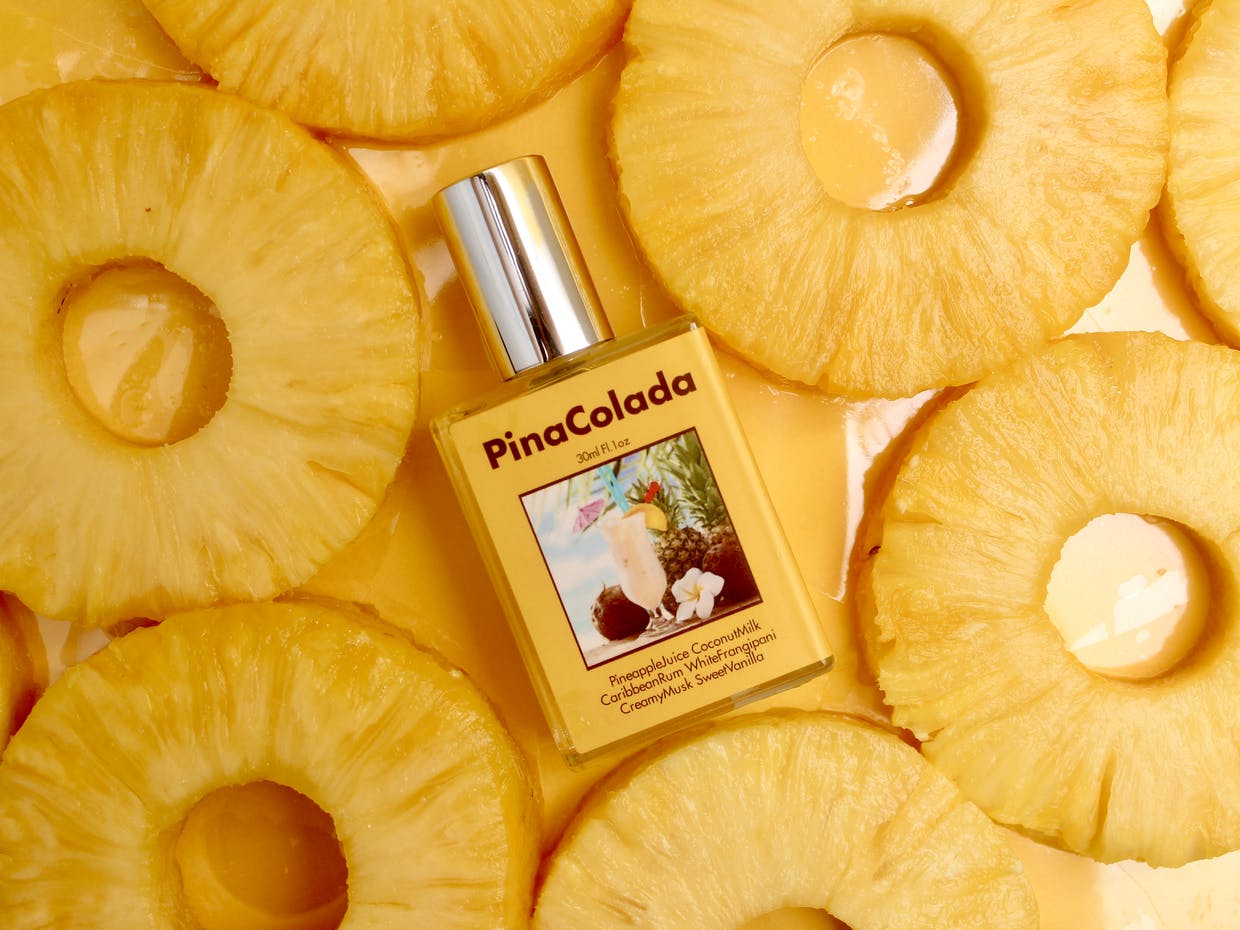 PinaColada
30ml Fl.1oz
PineappleJuice CoconutMilk
CaribbeanRum WhiteFrangipani
CreamyMusk SweetVanilla